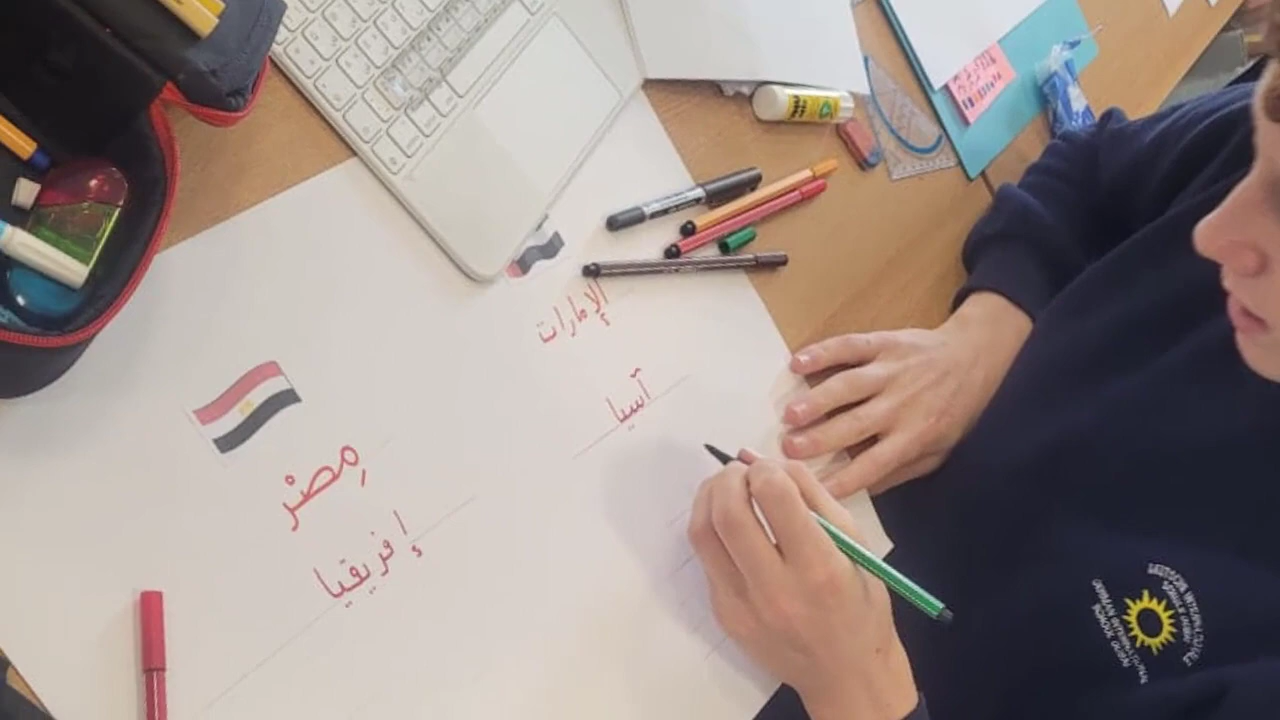 الإمارات
آسيا
مِصْر
إفريقيا